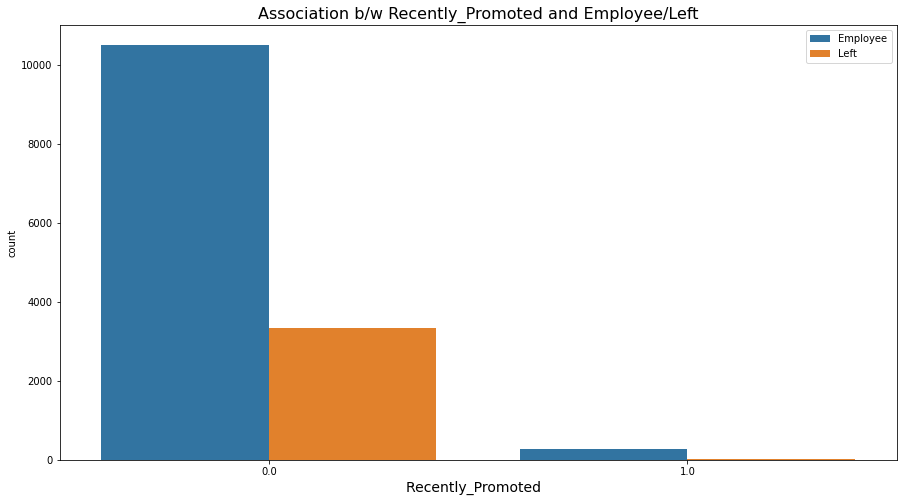 Association b/w Recently_Promoted and Employee/Left
Employee
Left
10000
8000
6000
4000
2000
0
count
0.0
1.0
Recently_Promoted